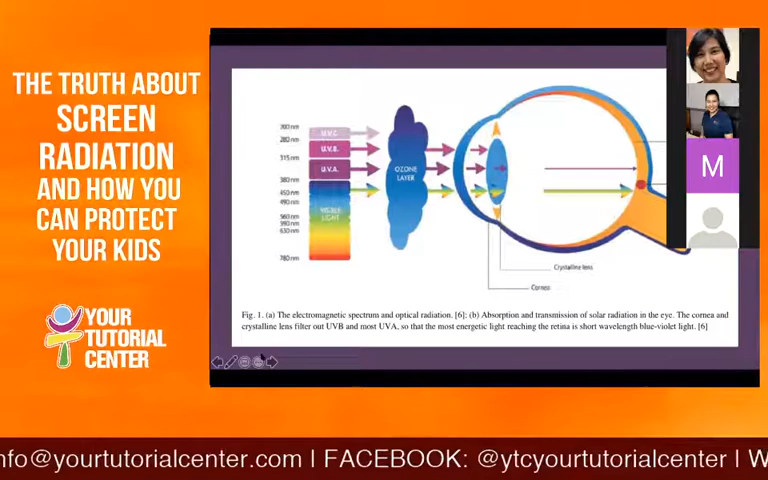 THE TRUTH ABOUT
SCREEN
RADIATION
AND HOW YOU
CAN PROTECT
YOUR KIDS
YOUR
TUTORIAL
CENTER
U.V.C.
U.V.B.
U.V.A.
VISIBLE
LIGHT
280 nm
315 nm
380 nm
450 nm
490 nm
590 nm
630 nm
780 nm
OZONE
LAYER
Crystalline lens
Cornea
M
Fig. 1. (a) The electromagnetic spectrum and optical radiation. [6]; (b) Absorption and transmission of solar radiation in the eye. The cornea and
crystalline lens filter out UVB and most UVA, so that the most energetic light reaching the retina is short wavelength blue-violet light. [6]
nfo@yourtutorialcenter.com | FACEBOOK: @ytcyourtutorialcenter | W